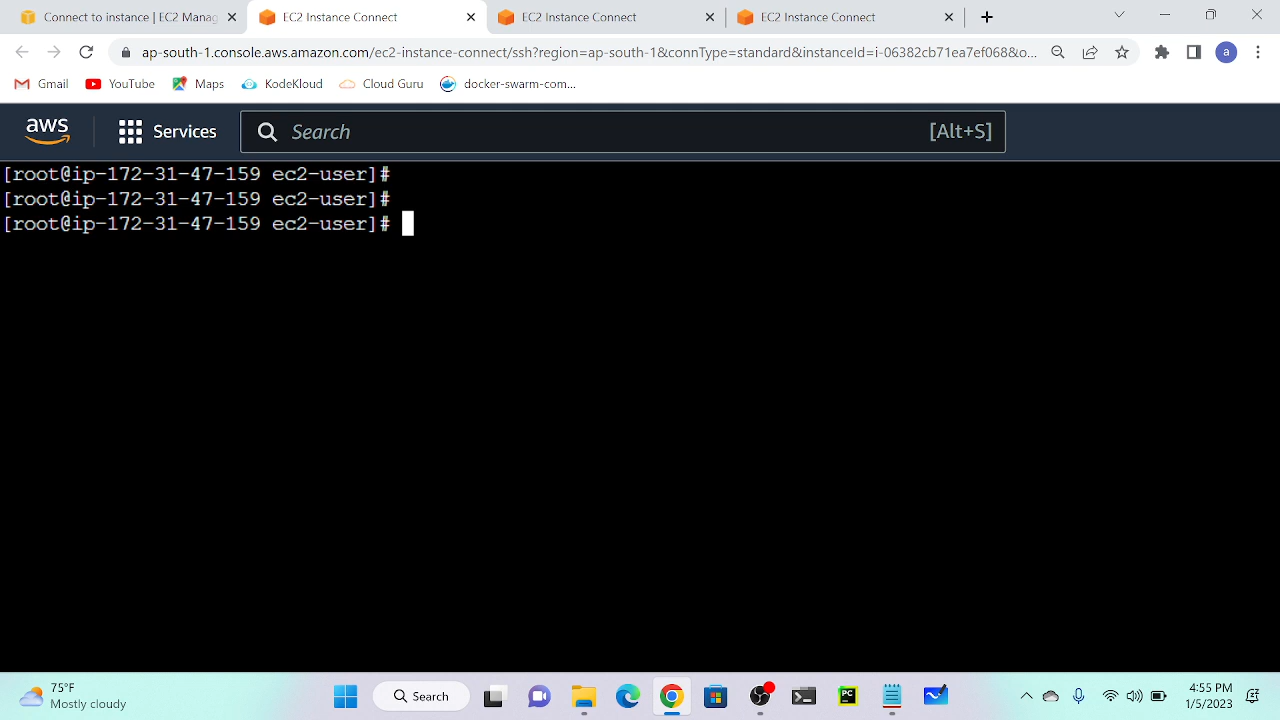 Connect to instance | EC2 Manag
EC2 Instance Connect
EC2 Instance Connect
EC2 Instance Connect
ap-south-1.console.aws.amazon.com/ec2-instance-connect/ssh?region=ap-south-1&connType=standard&instanceId=i-06382cb71ea7ef068&o...
a
Gmail
YouTube
Maps
KodeKloud
Cloud Guru
docker-swarm-com...
aws
Services
Search
[Alt+S]
[root@ip-172-31-47-159 ec2-user]#
[root@ip-172-31-47-159 ec2-user]#
[root@ip-172-31-47-159 ec2-user]#
75°F
Mostly cloudy
Search
PC
4:55 PM
1/5/2023